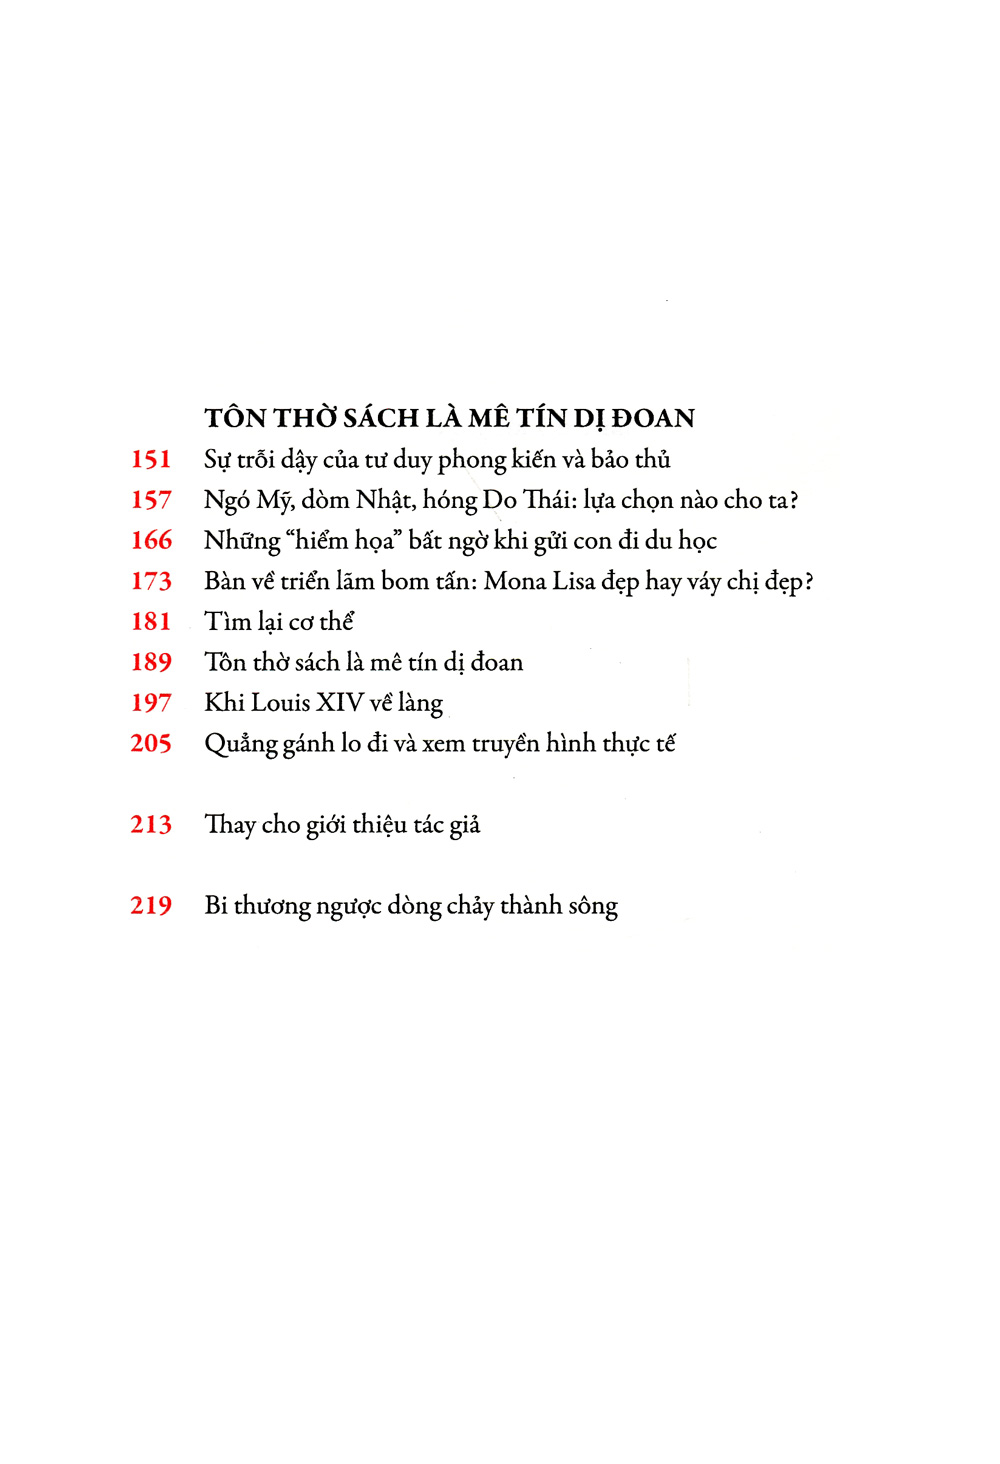 TÔN THỜ SÁCH LÀ MÊ TÍN DỊ ĐOAN
151 Sự trỗi dậy của tư duy phong kiến và bảo thủ
157 Ngó Mỹ, dòm Nhật, hóng Do Thái: lựa chọn nào cho ta?
166 Những “hiểm họa” bất ngờ khi gửi con đi du học
173 Bàn về triển lãm bom tấn: Mona Lisa đẹp hay váy chị đẹp?
181 Tìm lại cơ thể
189 Tôn thờ sách là mê tín dị đoan
197 Khi Louis XIV về làng
205 Quẳng gánh lo đi và xem truyền hình thực tế
213 Thay cho giới thiệu tác giả
219 Bi thương ngược dòng chảy thành sông